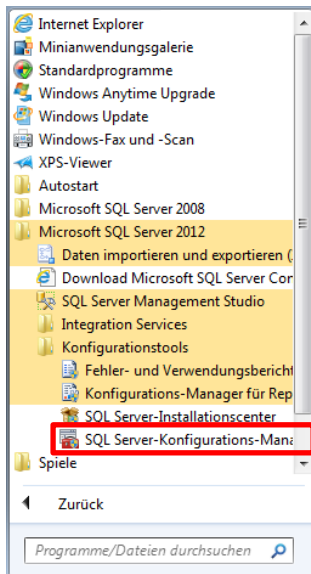 Internet Explorer
Minianwendungsgalerie
Standardprogramme
Windows Anytime Upgrade
Windows Update
Windows-Fax und -Scan
XPS-Viewer
Autostart
Microsoft SQL Server 2008
Microsoft SQL Server 2012
Daten importieren und exportieren (
Download Microsoft SQL Server Cor
SQL Server Management Studio
Integration Services
Konfigurationstools
Fehler- und Verwendungsbericht
Konfigurations-Manager für Rep
SQL Server-Installationscenter
SQL Server-Konfigurations-Mana
Spiele
Zurück
Programme/Dateien durchsuchen